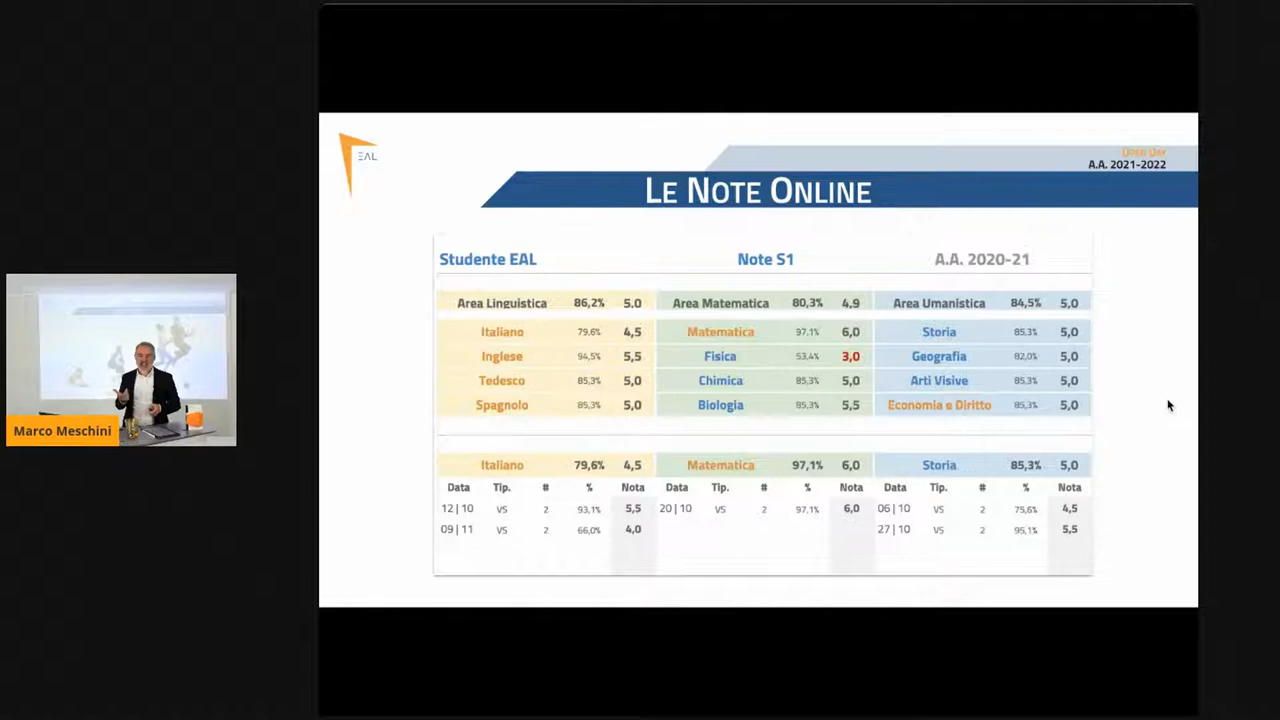 EAL
OPEN DAY
A.A. 2021-2022
LE NOTE ONLINE
Studente EAL Note S1 A.A. 2020-21
Area Linguistica 86,2% 5.0 Area Matematica 80,3% 4.9 Area Umanistica 84,5% 5,0
Italiano 79,6% 4,5 Matematica 97,1% 6,0 Storia 85,3% 5,0
Inglese 94,5% 5,5 Fisica 53,4% 3,0 Geografia 82,0% 5,0
Tedesco 85,3% 5,0 Chimica 85,3% 5,0 Arti Visive 85,3% 5,0
Spagnolo 85,3% 5,0 Biologia 85,3% 5,5 Economia e Diritto 85,3% 5,0
Italiano 79,6% 4,5 Matematica 97,1% 6,0 Storia 85,3% 5,0
Data Tip. # % Nota Data Tip. # % Nota Data Tip. # % Nota
12|10 VS 2 93,1% 5,5 20|10 VS 2 97,1% 6,0 06|10 VS 2 75,6% 4,5
09|11 VS 2 66,0% 4,0 27|10 VS 2 95,1% 5,5
Marco Meschini